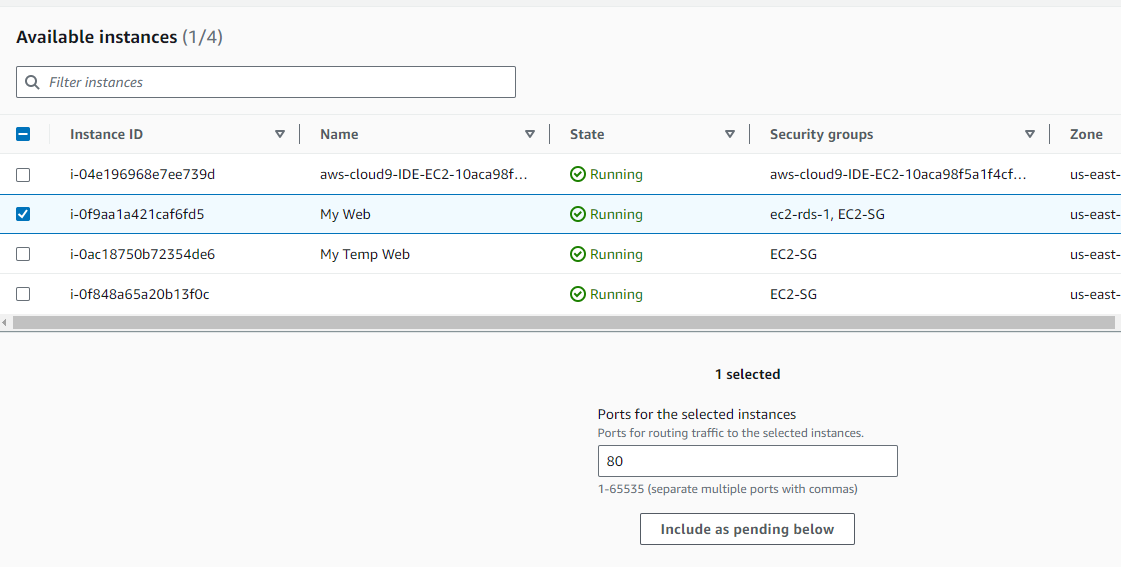 Available instances (1/4)
Filter instances
Instance ID Name State Security groups Zone
i-04e196968e7ee739d aws-cloud9-IDE-EC2-10aca98f... Running aws-cloud9-IDE-EC2-10aca98f5a1f4cf... us-east-
i-0f9aa1a421caf6fd5 My Web Running ec2-rds-1, EC2-SG us-east-
i-0ac18750b72354de6 My Temp Web Running EC2-SG us-east-
i-0f848a65a20b13f0c Running EC2-SG us-east-
1 selected
Ports for the selected instances
Ports for routing traffic to the selected instances.
80
1-65535 (separate multiple ports with commas)
Include as pending below